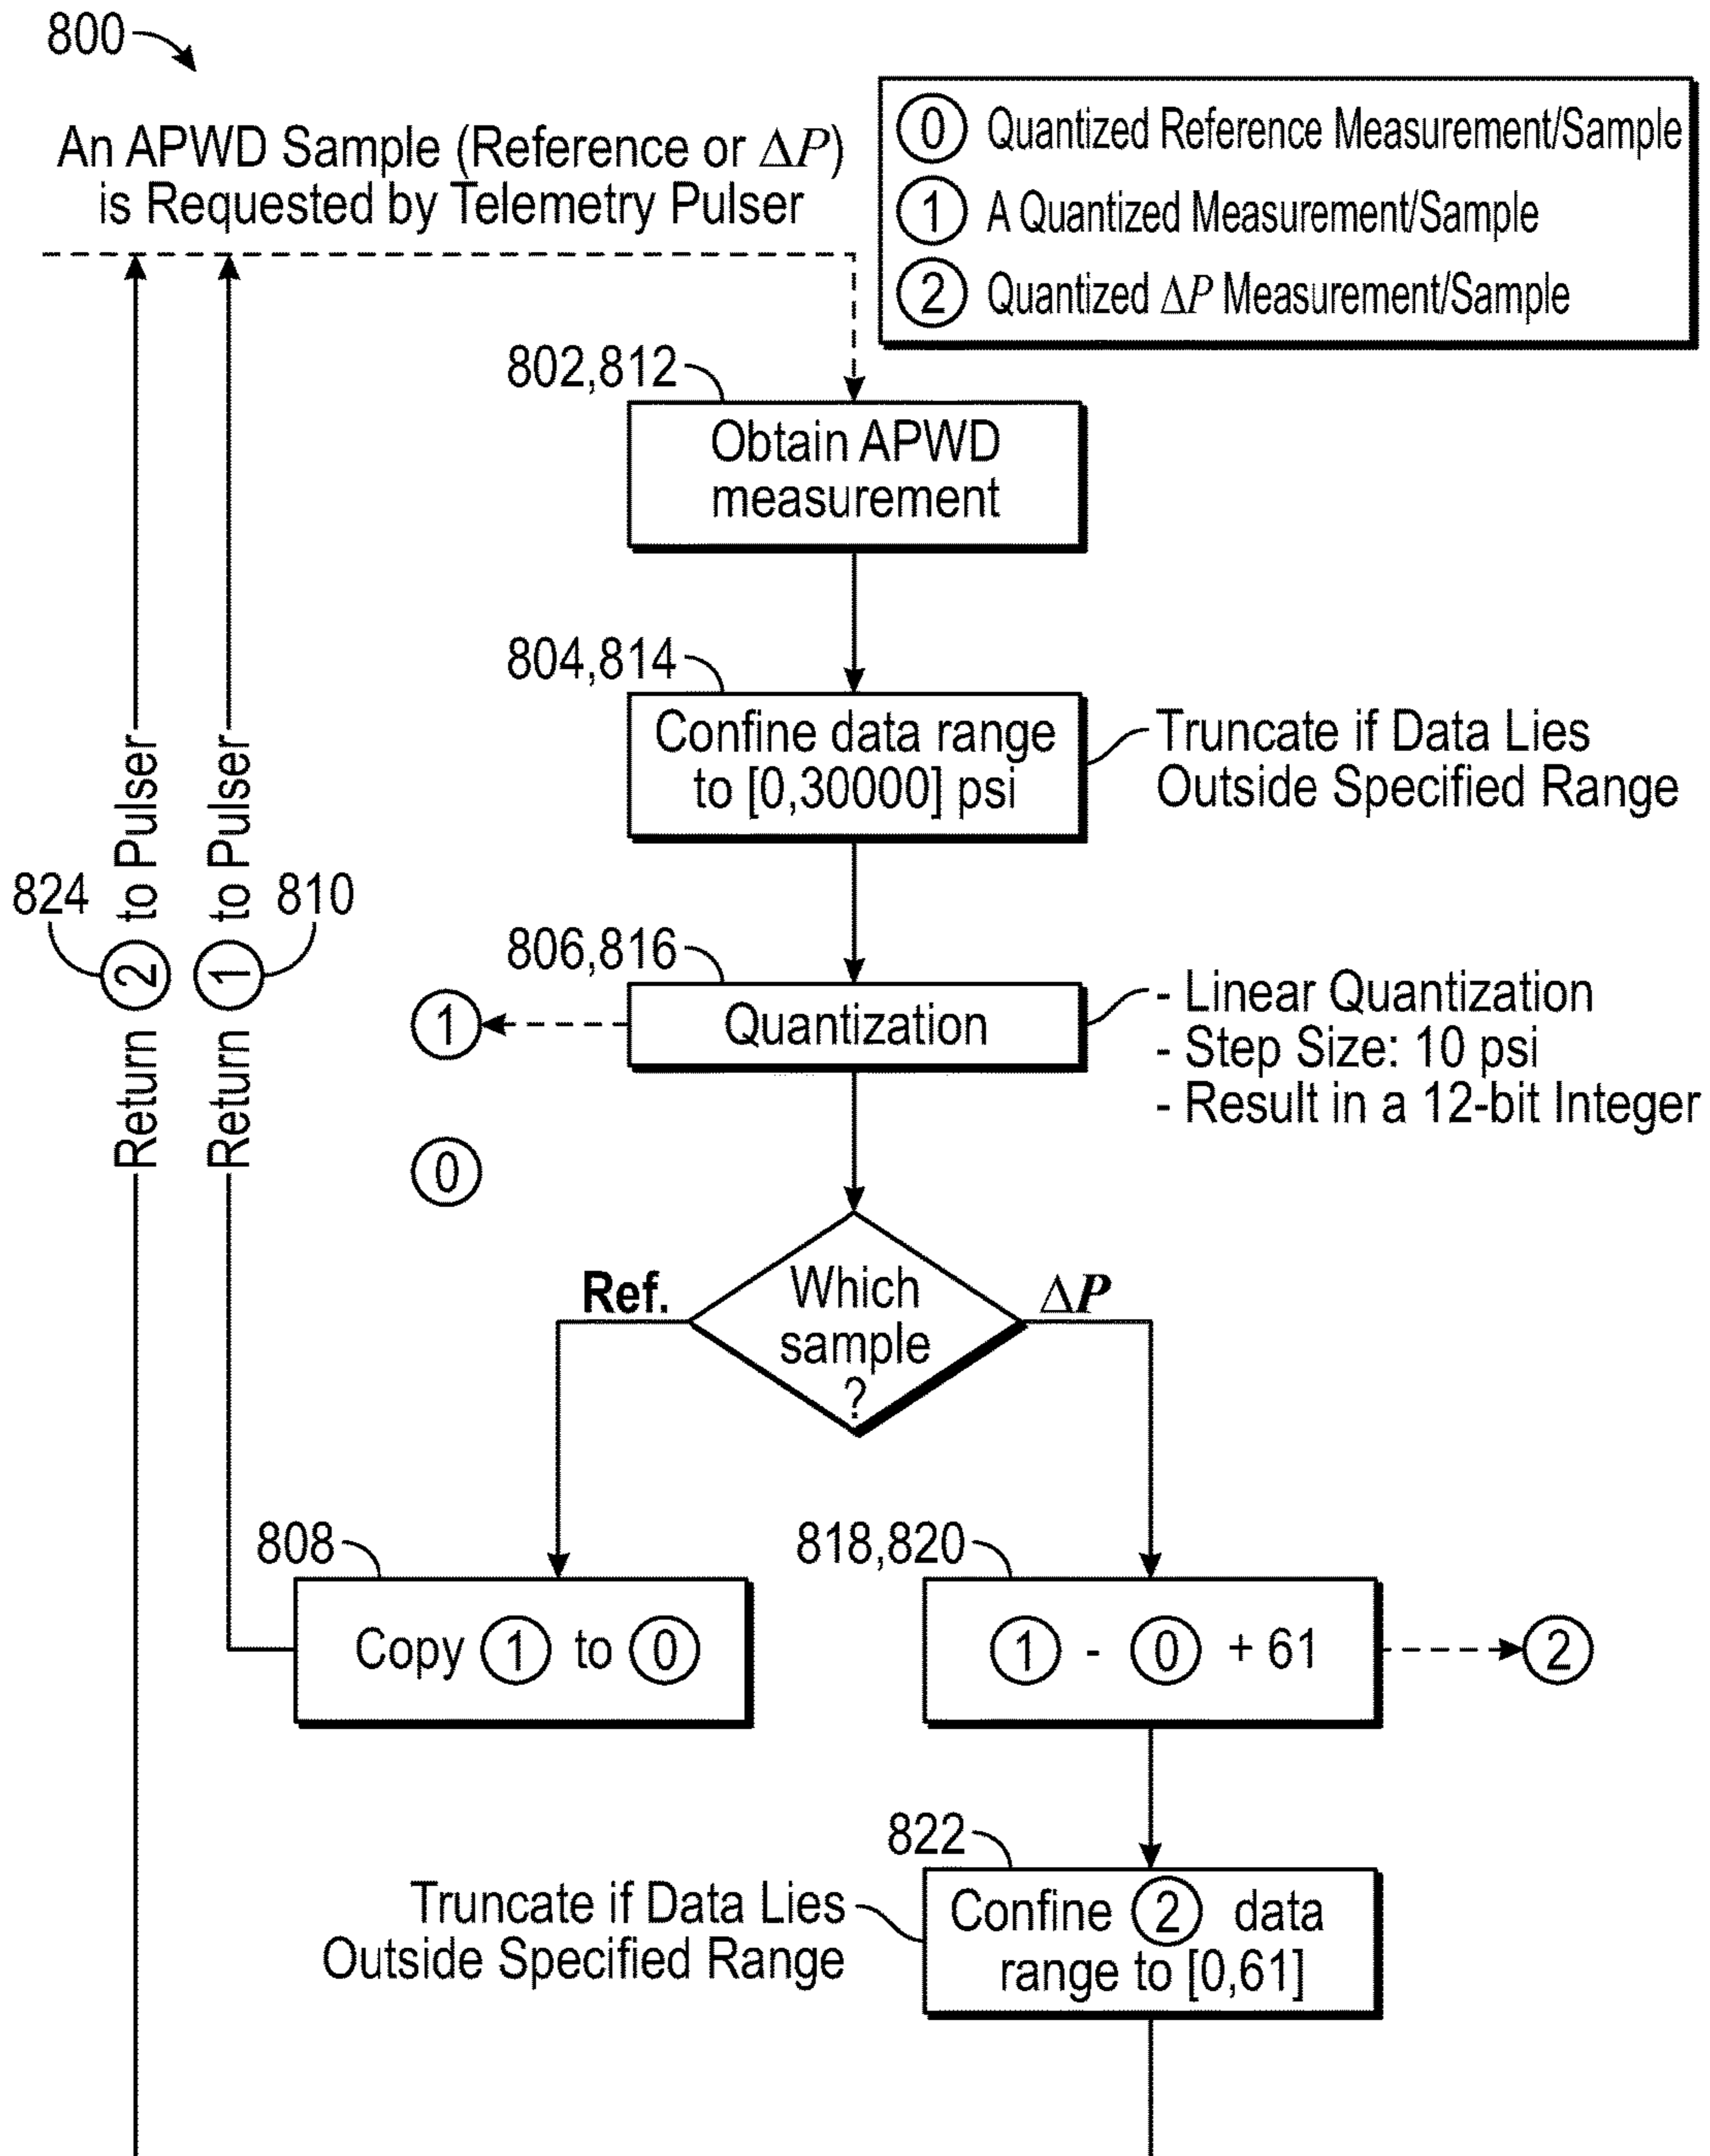 800
An APWD Sample (Reference or ΔP)
is Requested by Telemetry Pulser
0 Quantized Reference Measurement/Sample
1 A Quantized Measurement/Sample
2 Quantized ΔP Measurement/Sample
802,812
Obtain APWD
measurement
804,814
Confine data range
to [0,30000] psi
Truncate if Data Lies
Outside Specified Range
824
Return 2 to Pulser
Return 1 to Pulser
810
806,816
Quantization
1
- Linear Quantization
- Step Size: 10 psi
- Result in a 12-bit Integer
0
Which
sample
?
Ref.
ΔP
808
Copy 1 to 0
818,820
1 - 0 + 61
2
822
Confine 2 data
range to [0,61]
Truncate if Data Lies
Outside Specified Range